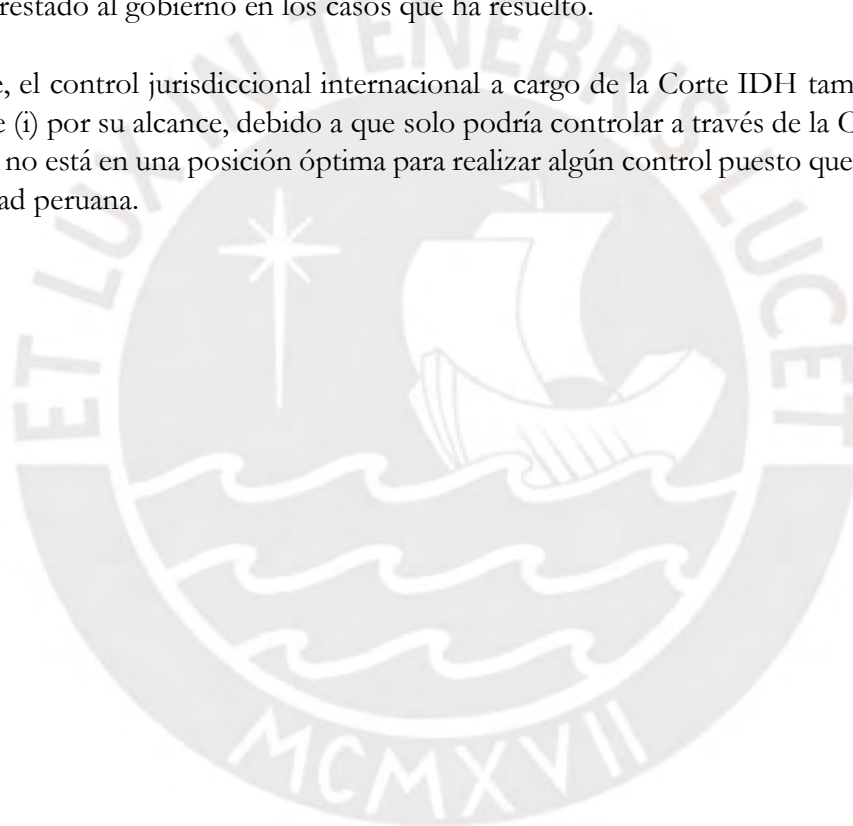 restado al gobierno en los casos que ha resuelto.
e, el control jurisdiccional internacional a cargo de la Corte IDH tam
e (i) por su alcance, debido a que solo podría controlar a través de la C
no está en una posición óptima para realizar algún control puesto que
ad peruana.
ET LUX IN TENEBRIS LUCET
MCMXVII